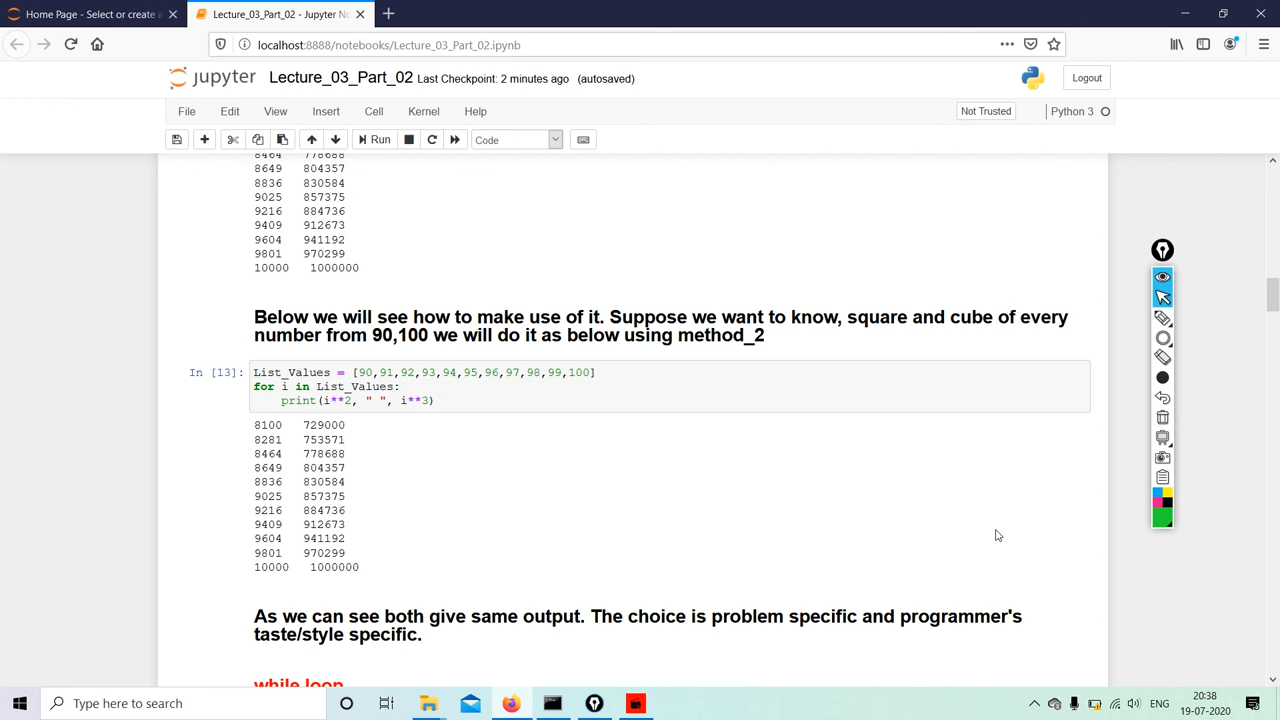 Home Page - Select or create a
Lecture_03_Part_02 - Jupyter No
localhost:8888/notebooks/Lecture_03_Part_02.ipynb
jupyter Lecture_03_Part_02 Last Checkpoint: 2 minutes ago (autosaved)
Logout
File Edit View Insert Cell Kernel Help
Not Trusted Python 3
Run Code
8464 778688
8649 804357
8836 830584
9025 857375
9216 884736
9409 912673
9604 941192
9801 970299
10000 1000000
Below we will see how to make use of it. Suppose we want to know, square and cube of every
number from 90,100 we will do it as below using method_2
In [13]: List_Values = [90,91,92,93,94,95,96,97,98,99,100]
for i in List_Values:
print(i**2, " ", i**3)
8100 729000
8281 753571
8464 778688
8649 804357
8836 830584
9025 857375
9216 884736
9409 912673
9604 941192
9801 970299
10000 1000000
As we can see both give same output. The choice is problem specific and programmer's
taste/style specific.
while loop
Type here to search
ENG
20:38
19-07-2020